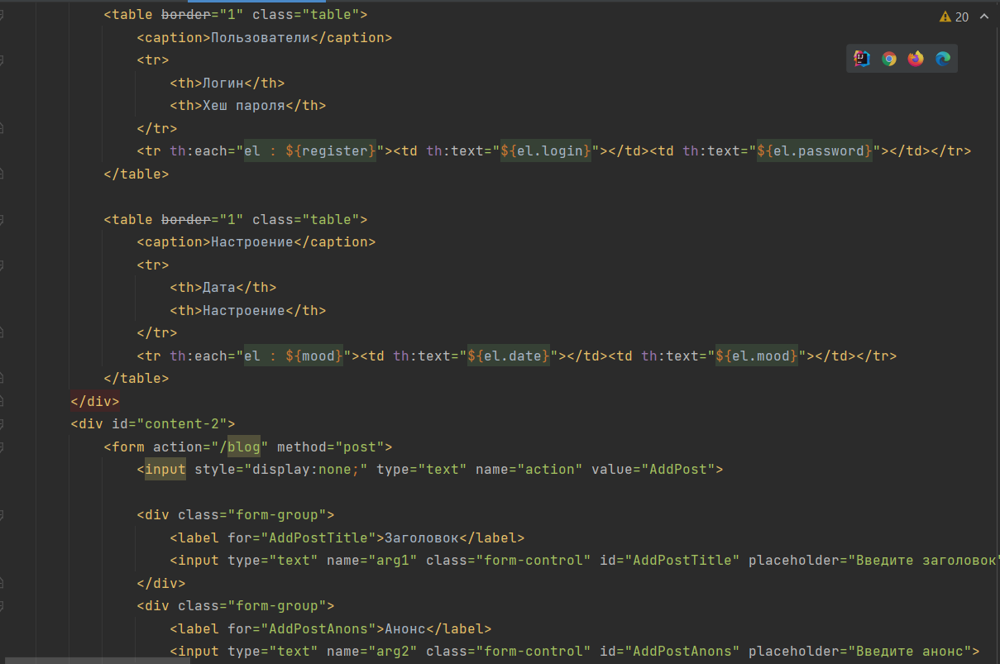 <table border="1" class="table">
20
<caption>Пользователи</caption>
<tr>
<th>Логин</th>
<th>Хеш пароля</th>
</tr>
<tr th:each="el : ${register}"><td th:text="${el.login}"></td><td th:text="${el.password}"></td></tr>
</table>
<table border="1" class="table">
<caption>Настроение</caption>
<tr>
<th>Дата</th>
<th>Настроение</th>
</tr>
<tr th:each="el : ${mood}"><td th:text="${el.date}"></td><td th:text="${el.mood}"></td></tr>
</table>
</div>
<div id="content-2">
<form action="/blog" method="post">
<input style="display:none;" type="text" name="action" value="AddPost">
<div class="form-group">
<label for="AddPostTitle">Заголовок</label>
<input type="text" name="arg1" class="form-control" id="AddPostTitle" placeholder="Введите заголовок"
</div>
<div class="form-group">
<label for="AddPostAnons">Анонс</label>
<input type="text" name="arg2" class="form-control" id="AddPostAnons" placeholder="Введите анонс">